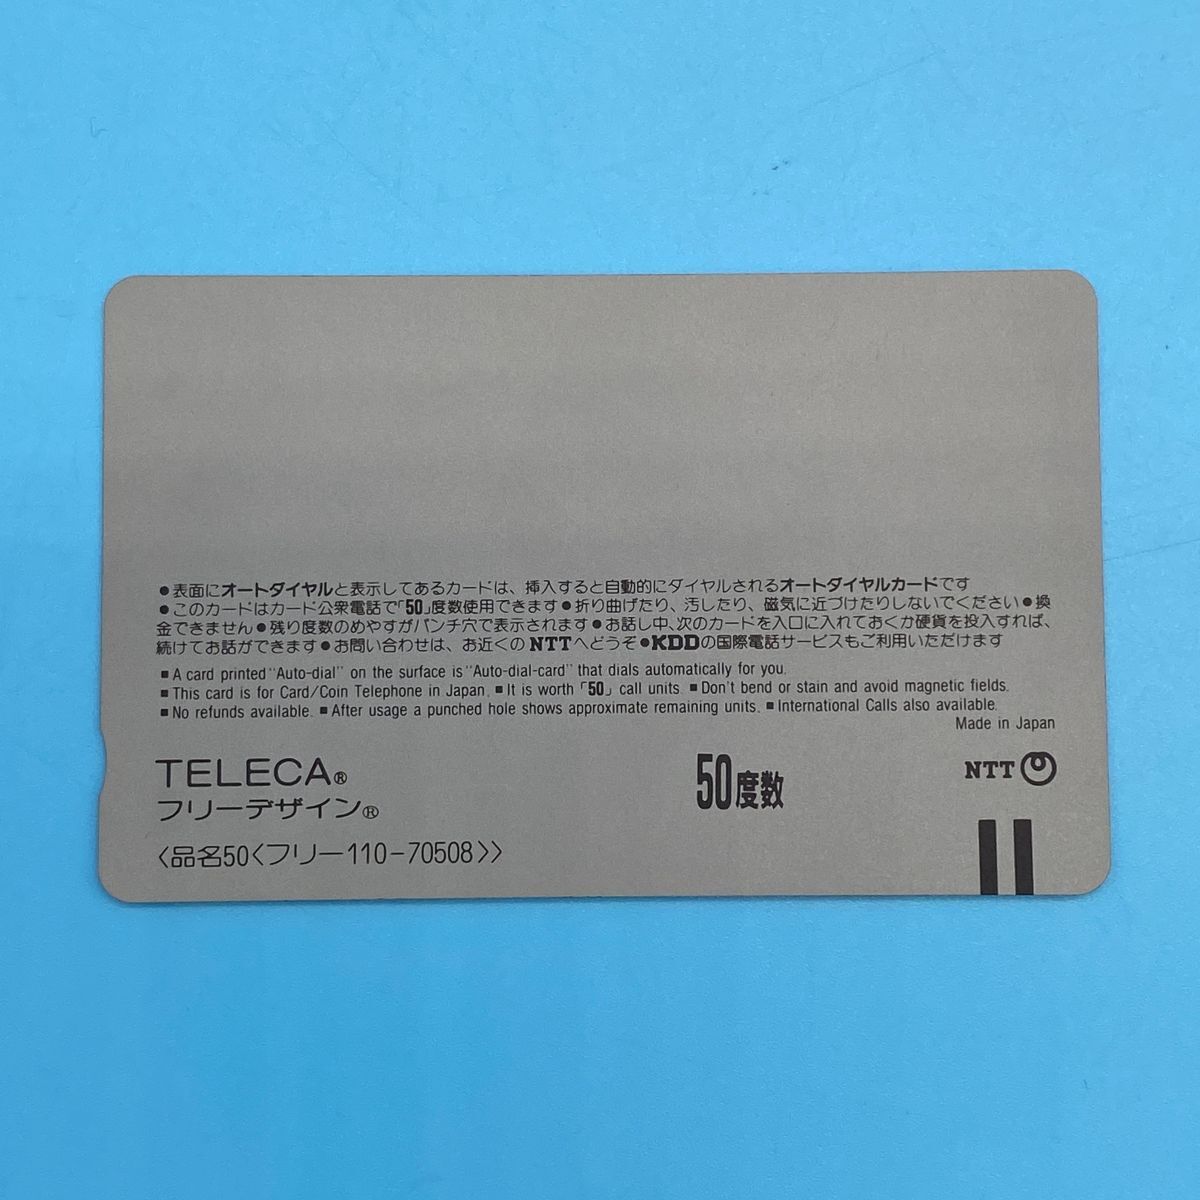 ●表面にオートダイヤルと表示してあるカードは、挿入すると自動的にダイヤルされるオートダイヤルカードです
●このカードはカード公衆電話で「50」度数使用できます●折り曲げたり、汚したり、磁気に近づけたりしないでください●換
金できません●残り度数のめやすがパンチ穴で表示されます●お話し中、次のカードを入口に入れておくか硬貨を投入すれば、
続けてお話ができます●お問い合わせは、お近くのNTTへどうぞ●KDDの国際電話サービスもご利用いただけます
■A card printed "Auto-dial" on the surface is "Auto-dial-card" that dials automatically for you.
■This card is for Card/Coin Telephone in Japan. ■It is worth「50」call units. ■Don't bend or stain and avoid magnetic fields.
■No refunds available. ■After usage a punched hole shows approximate remaining units. ■International Calls also available.
Made in Japan
TELECA®
フリーデザイン®
50度数
NTT
〈品名50〈フリー110-70508〉〉